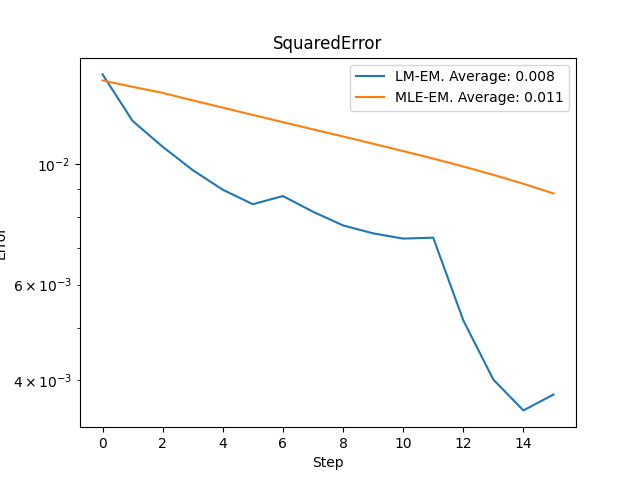 SquaredError
LM-EM. Average: 0.008
MLE-EM. Average: 0.011
10⁻²
6 × 10⁻³
4 × 10⁻³
Error
0 2 4 6 8 10 12 14
Step